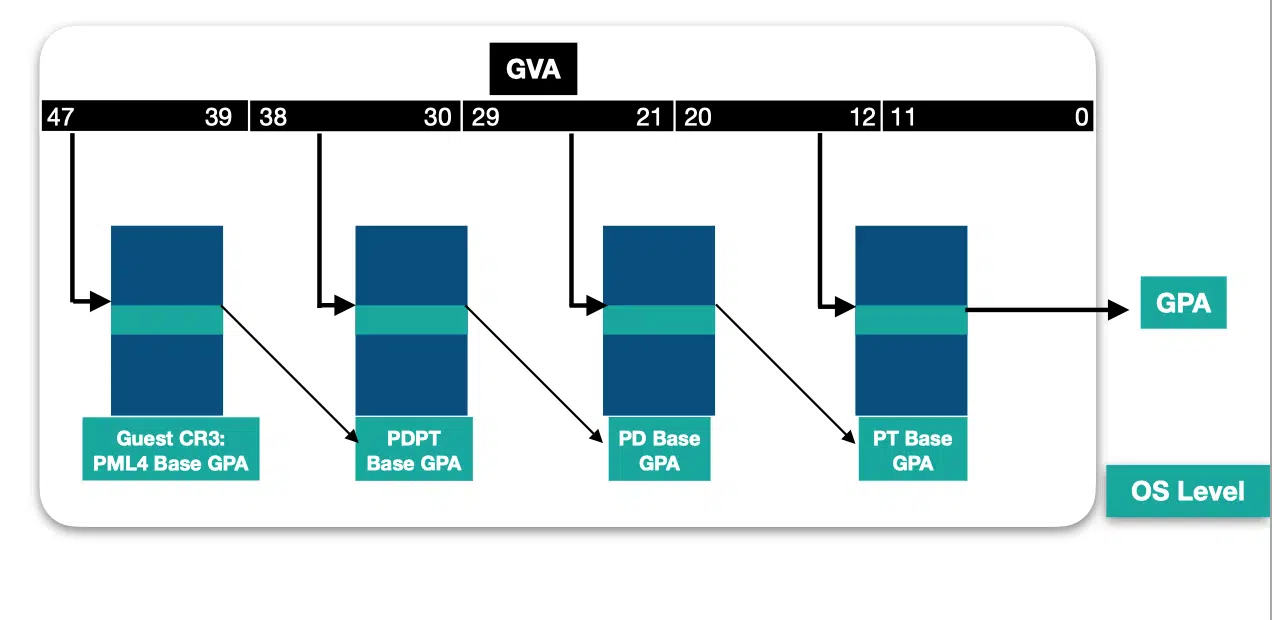 GVA
47 39 38 30 29 21 20 12 11 0
GPA
Guest CR3:
PML4 Base GPA
PDPT
Base GPA
PD Base
GPA
PT Base
GPA
OS Level